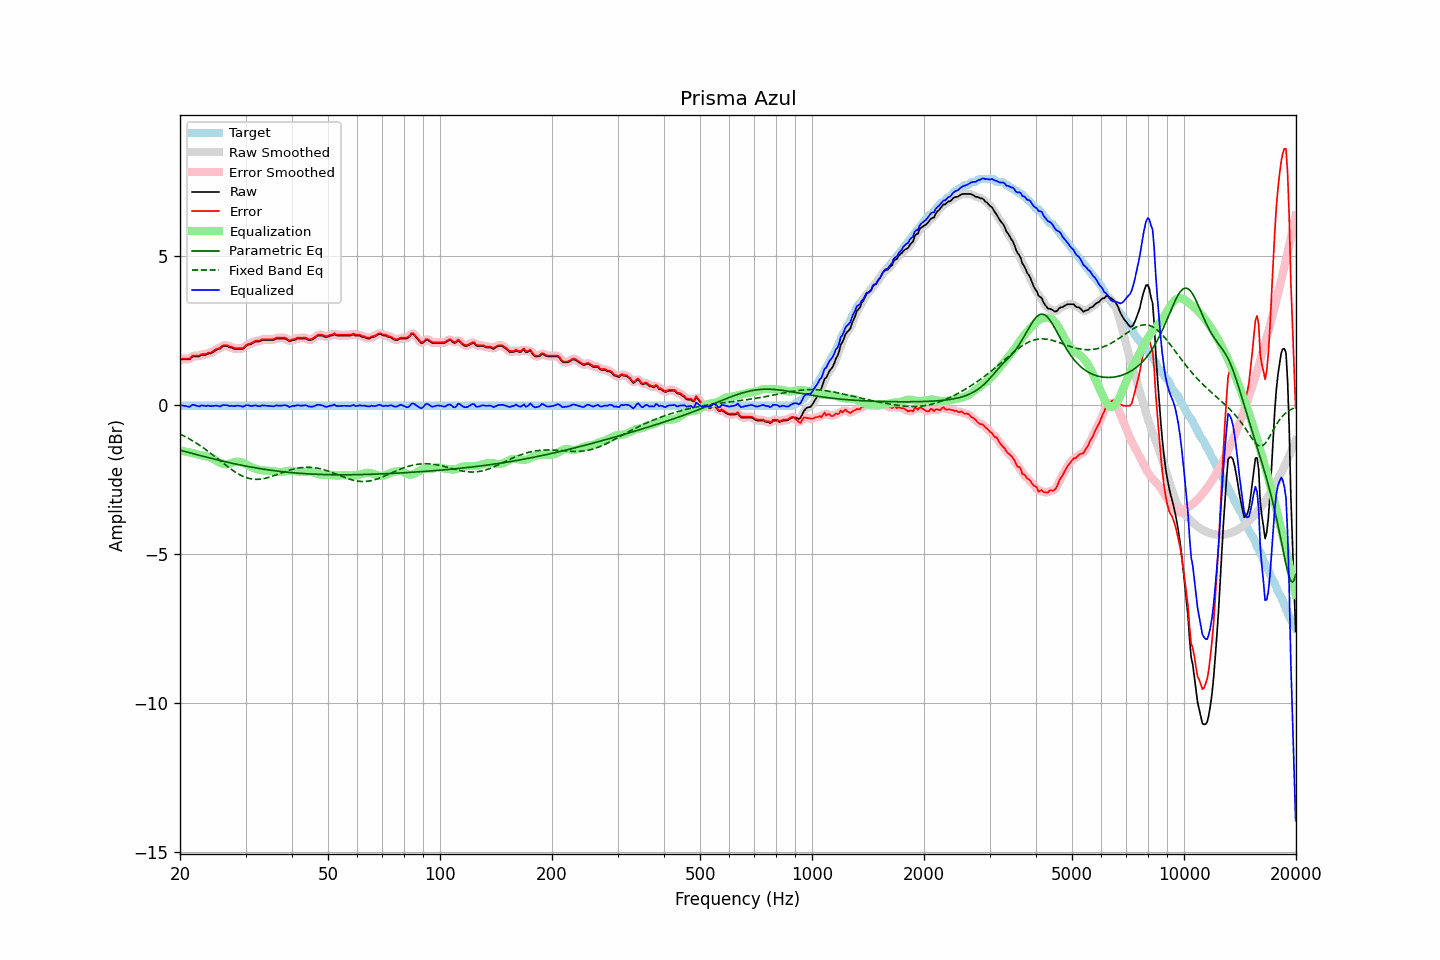 Prisma Azul
Target
Raw Smoothed
Error Smoothed
Raw
Error
Equalization
Parametric Eq
Fixed Band Eq
Equalized
Amplitude (dBr)
5
0
−5
−10
−15
20
50
100
200
500
1000
2000
5000
10000
20000
Frequency (Hz)